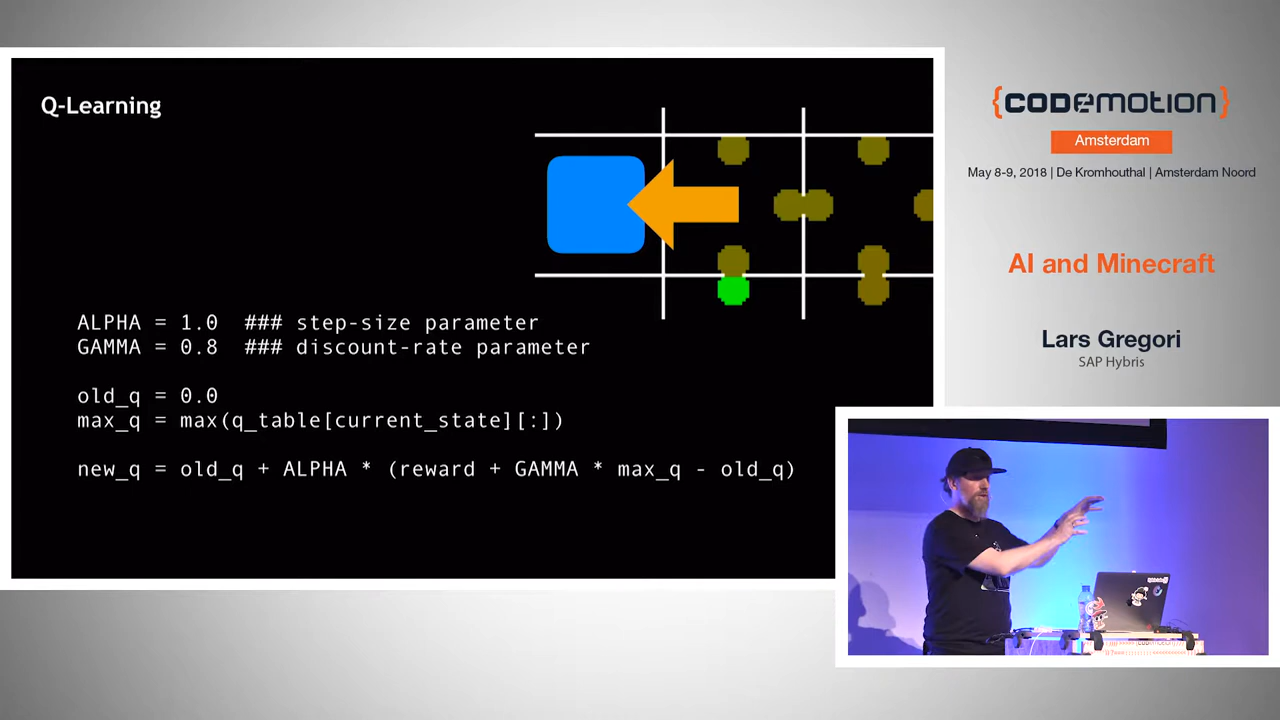 Q-Learning
ALPHA = 1.0 ### step-size parameter
GAMMA = 0.8 ### discount-rate parameter
old_q = 0.0
max_q = max(q_table[current_state][:])
new_q = old_q + ALPHA * (reward + GAMMA * max_q - old_q)
{CODEMOTION}
Amsterdam
May 8-9, 2018 | De Kromhouthal | Amsterdam Noord
AI and Minecraft
Lars Gregori
SAP Hybris